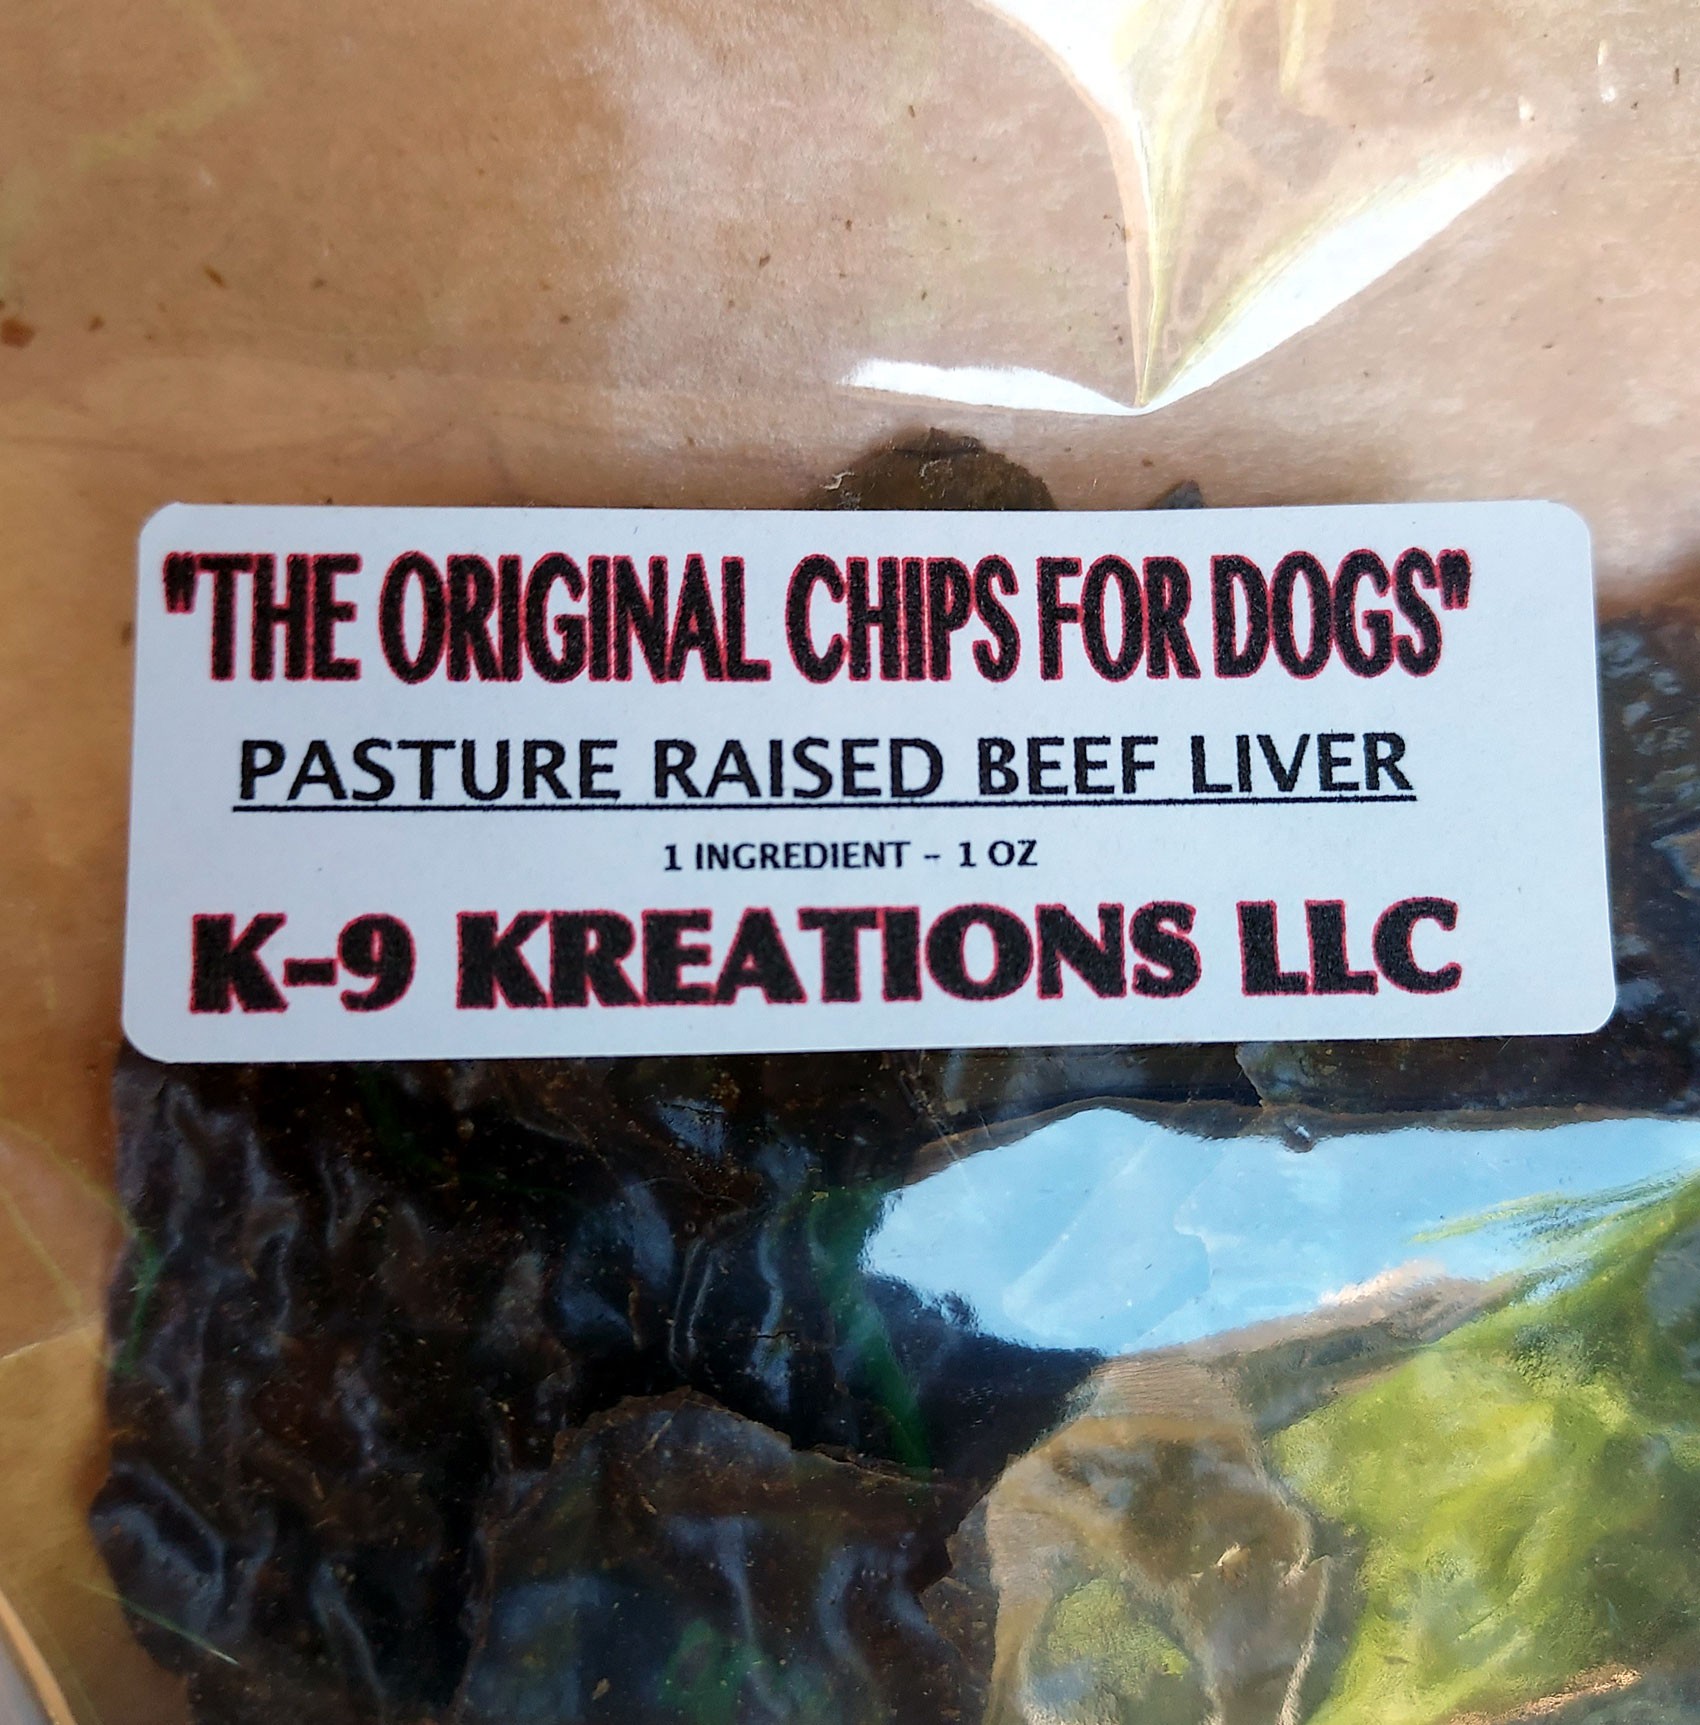 "THE ORIGINAL CHIPS FOR DOGS"
PASTURE RAISED BEEF LIVER
1 INGREDIENT - 1 OZ
K-9 KREATIONS LLC